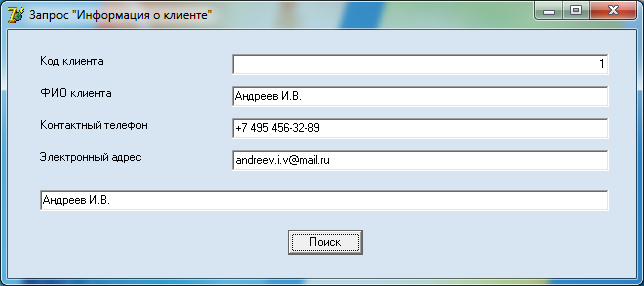 Запрос "Информация о клиенте"
Код клиента
1
ФИО клиента
Андреев И.В.
Контактный телефон
+7 495 456-32-89
Электронный адрес
andreev.i.v@mail.ru
Андреев И.В.
Поиск